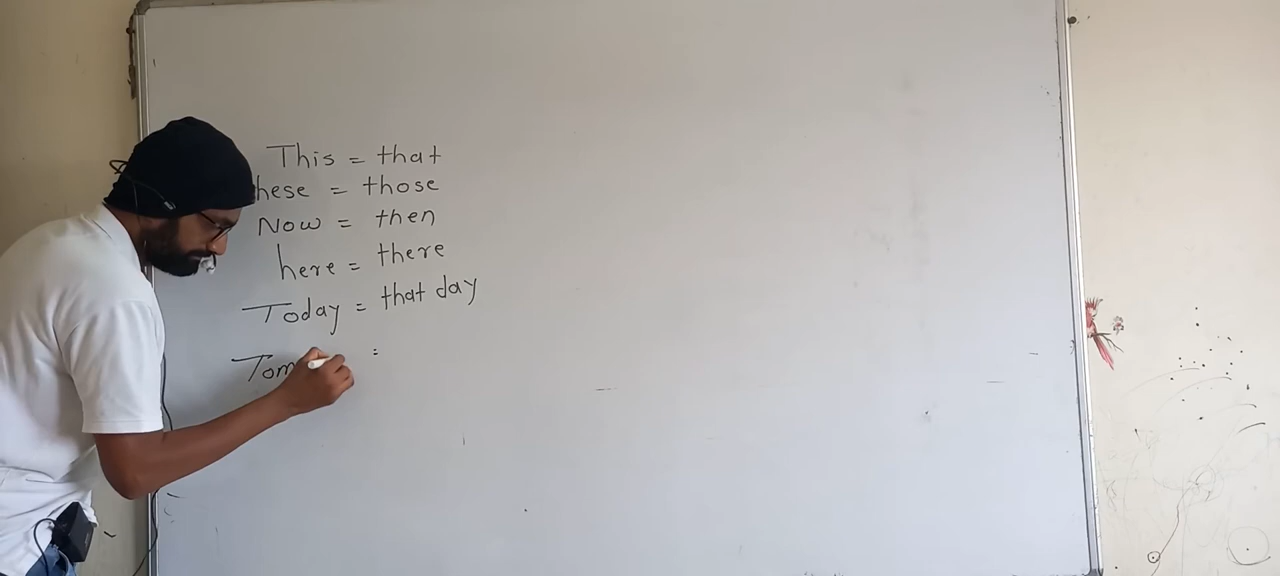 This = that
hese = those
Now = then
here = there
Today = that day
Tom =